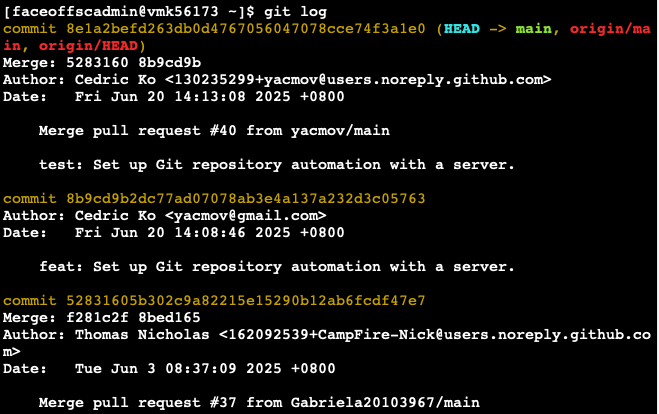 [faceoffscadmin@vmk56173 ~]$ git log
commit 8e1a2befd263db0d4767056047078cce74f3a1e0 (HEAD -> main, origin/ma
in, origin/HEAD)
Merge: 5283160 8b9cd9b
Author: Cedric Ko <130235299+yacmov@users.noreply.github.com>
Date:   Fri Jun 20 14:13:08 2025 +0800
    Merge pull request #40 from yacmov/main
    test: Set up Git repository automation with a server.
commit 8b9cd9b2dc77ad07078ab3e4a137a232d3c05763
Author: Cedric Ko <yacmov@gmail.com>
Date:   Fri Jun 20 14:08:46 2025 +0800
    feat: Set up Git repository automation with a server.
commit 52831605b302c9a82215e15290b12ab6fcdf47e7
Merge: f281c2f 8bed165
Author: Thomas Nicholas <162092539+CampFire-Nick@users.noreply.github.co
m>
Date:   Tue Jun 3 08:37:09 2025 +0800
    Merge pull request #37 from Gabriela20103967/main